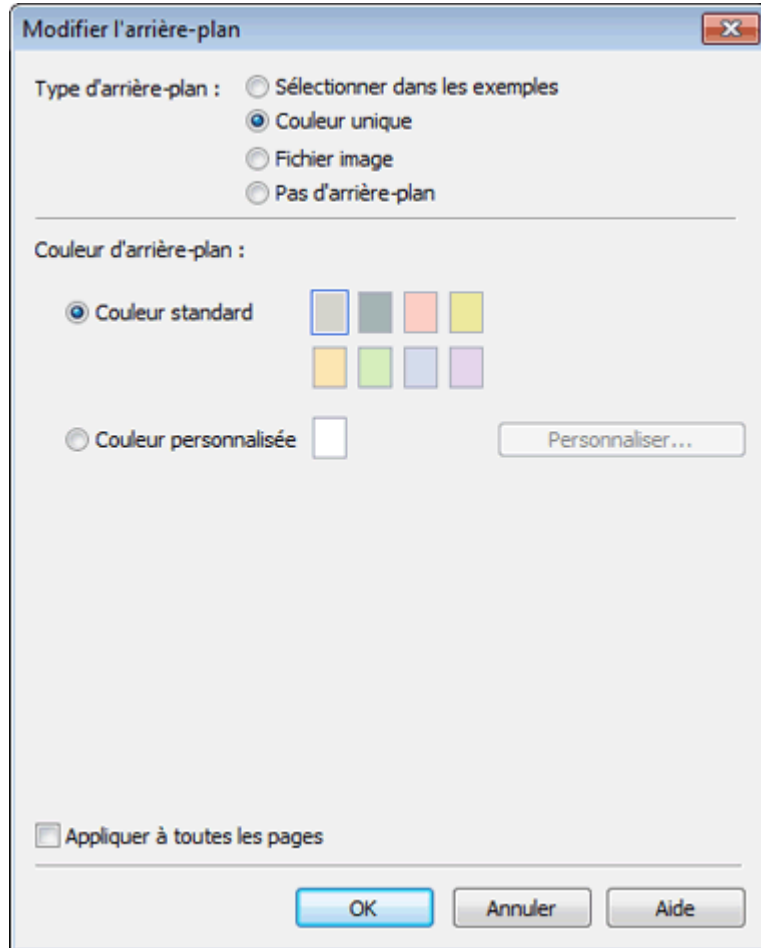 Modifier l'arrière-plan
Type d'arrière-plan :
Sélectionner dans les exemples
Couleur unique
Fichier image
Pas d'arrière-plan
Couleur d'arrière-plan :
Couleur standard
Couleur personnalisée
Personnaliser...
Appliquer à toutes les pages
OK
Annuler
Aide